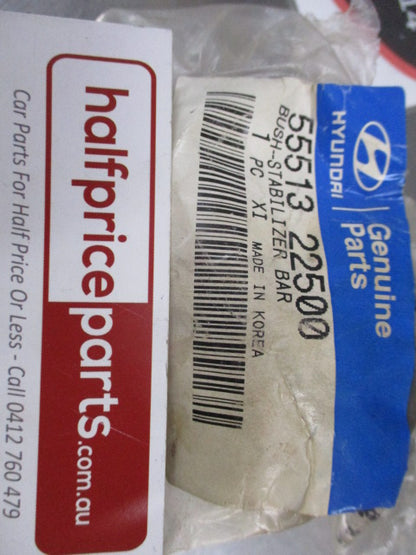 halfpriceparts.com.au
Car Parts For Half Price Or Less - Call 0412 760 479
HYUNDAI
Genuine
Parts
55513 22500
BUSH-STABILIZER BAR
1 PC XI MADE IN KOREA